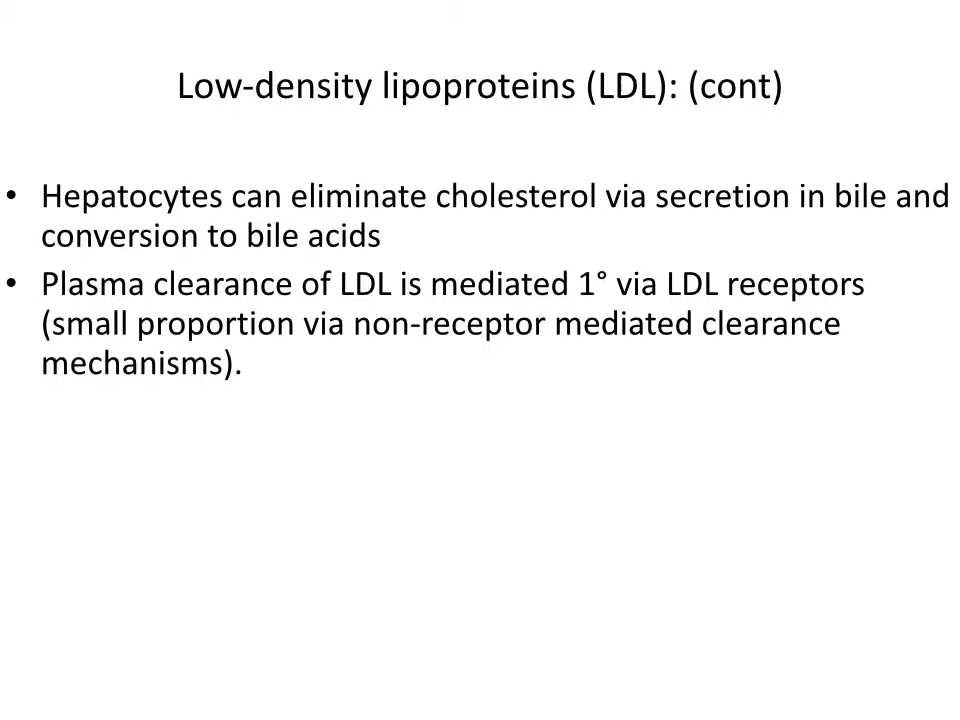 Low-density lipoproteins (LDL): (cont)
• Hepatocytes can eliminate cholesterol via secretion in bile and
conversion to bile acids
• Plasma clearance of LDL is mediated 1° via LDL receptors
(small proportion via non-receptor mediated clearance
mechanisms).